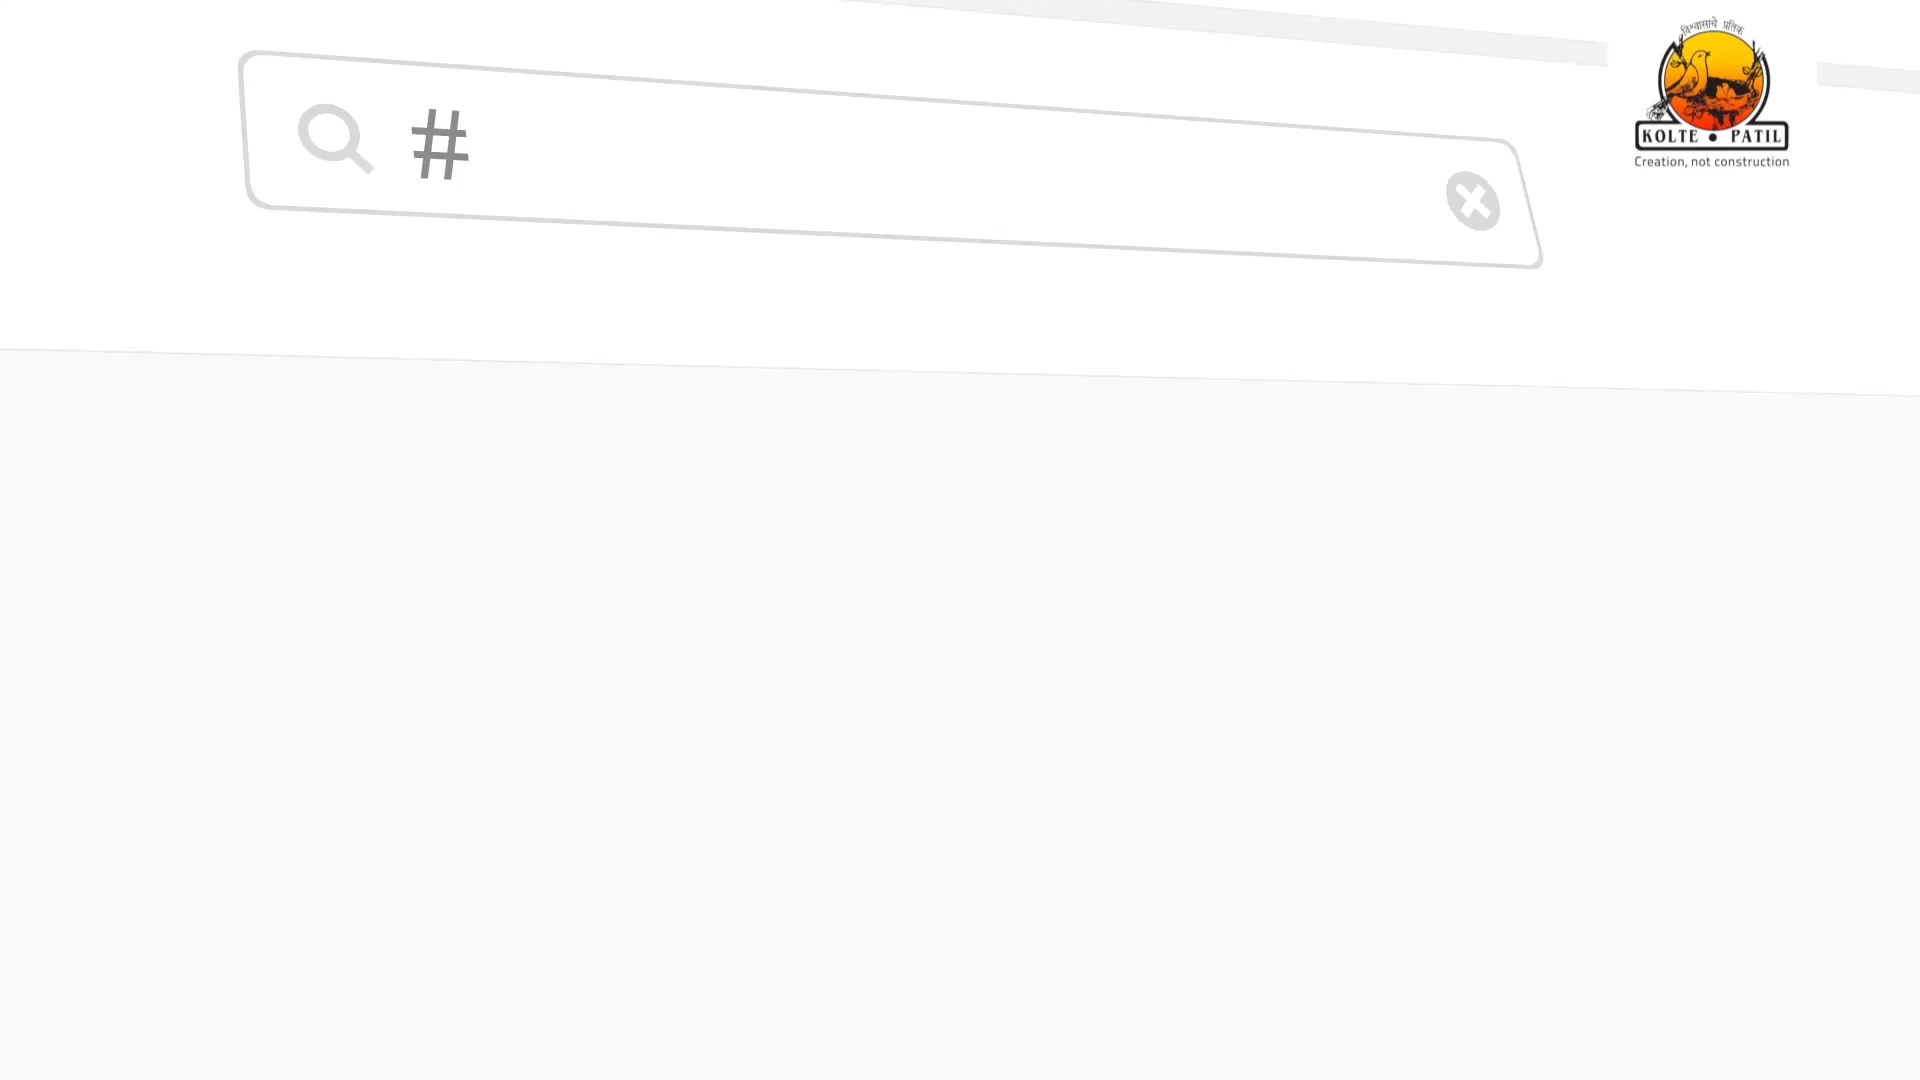 #
विश्वासाचे प्रतिक
KOLTE • PATIL
Creation, not construction